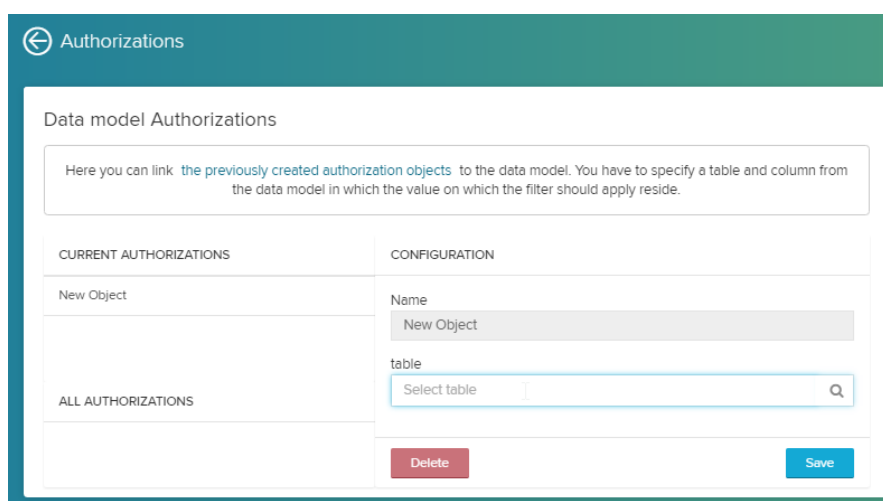 Authorizations
Data model Authorizations
Here you can link the previously created authorization objects to the data model. You have to specify a table and column from
the data model in which the value on which the filter should apply reside.
CURRENT AUTHORIZATIONS
New Object
ALL AUTHORIZATIONS
CONFIGURATION
Name
New Object
table
Select table
Delete
Save